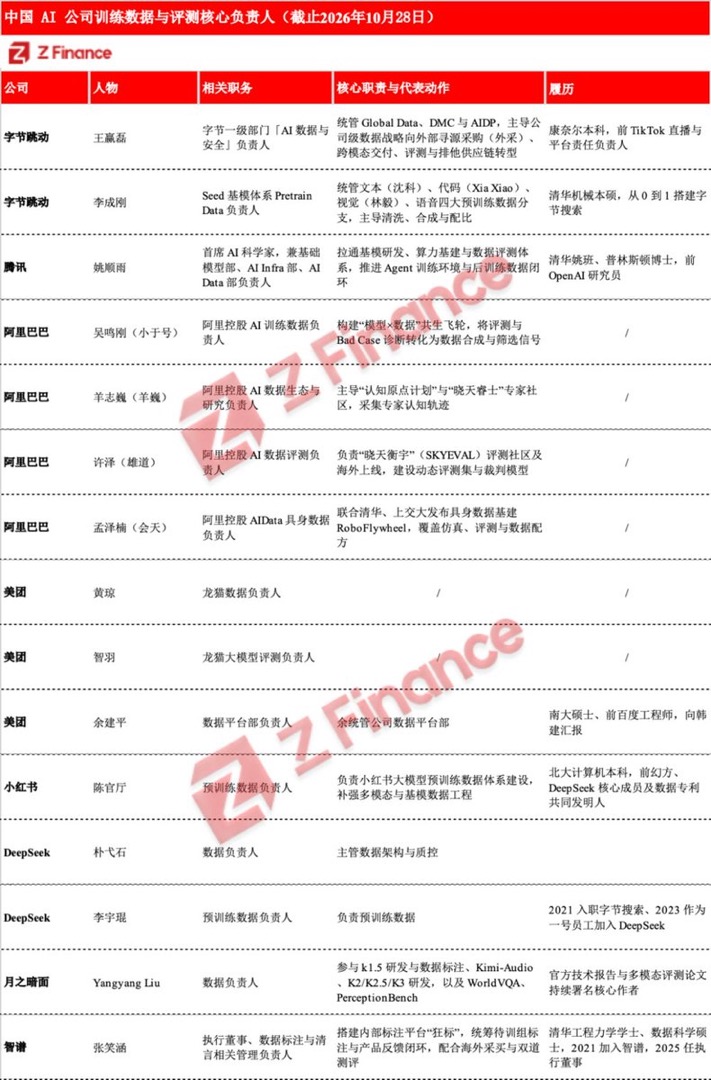 中国 AI 公司训练数据与评测核心负责人（截止2026年10月28日）
Z Finance
公司 人物 相关职务 核心职责与代表动作 履历
字节跳动 王赢磊 字节一级部门「AI 数据与安全」负责人 统管 Global Data、DMC 与 AIDP，主导公司级数据战略向外部寻源采购（外采）、跨模态交付、评测与排他供应链转型 康奈尔本科，前 TikTok 直播与平台责任负责人
字节跳动 李成刚 Seed 基模体系 Pretrain Data 负责人 统管文本（沈科）、代码（Xia Xiao）、视觉（林毅）、语音四大预训练数据分支，主导清洗、合成与配比 清华机械本硕，从 0 到 1 搭建字节搜索
腾讯 姚顺雨 首席 AI 科学家，兼基础模型部、AI Infra 部、AI Data 部负责人 拉通基模研发、算力基建与数据评测体系，推进 Agent 训练环境与后训练数据闭环 清华姚班、普林斯顿博士，前 OpenAI 研究员
阿里巴巴 吴鸣刚（小于号） 阿里控股 AI 训练数据负责人 构建“模型×数据”共生飞轮，将评测与 Bad Case 诊断转化为数据合成与筛选信号 /
阿里巴巴 羊志巍（羊巍） 阿里控股 AI 数据生态与研究负责人 主导“认知原点计划”与“晓天睿士”专家社区，采集专家认知轨迹 /
阿里巴巴 许泽（雄道） 阿里控股 AI 数据评测负责人 负责“晓天衡宇”（SKYEVAL）评测社区及海外上线，建设动态评测集与裁判模型 /
阿里巴巴 孟泽楠（会天） 阿里控股 AIData 具身数据负责人 联合清华、上交大发布具身数据基建 RoboFlywheel，覆盖仿真、评测与数据配方 /
美团 黄琼 龙猫数据负责人 / /
美团 智羽 龙猫大模型评测负责人 / /
美团 余建平 数据平台部负责人 余统管公司数据平台部 南大硕士、前百度工程师，向韩建汇报
小红书 陈官厅 预训练数据负责人 负责小红书大模型预训练数据体系建设，补强多模态与基模数据工程 北大计算机本科，前幻方、DeepSeek 核心成员及数据专利共同发明人
DeepSeek 朴弋石 数据负责人 主管数据架构与质控
DeepSeek 李宇琨 预训练数据负责人 负责预训练数据 2021 入职字节搜索、2023 作为一号员工加入 DeepSeek
月之暗面 Yangyang Liu 数据负责人 参与 k1.5 研发与数据标注、Kimi-Audio、K2/K2.5/K3 研发，以及 WorldVQA、PerceptionBench 官方技术报告与多模态评测论文持续署名核心作者
智谱 张笑涵 执行董事、数据标注与清言相关管理负责人 搭建内部标注平台“狂标”，统筹待训组标注与产品反馈闭环，配合海外采买与双道测评 清华工程力学学士、数据科学硕士，2021 加入智谱，2025 任执行董事
Z Finance
Z Finance